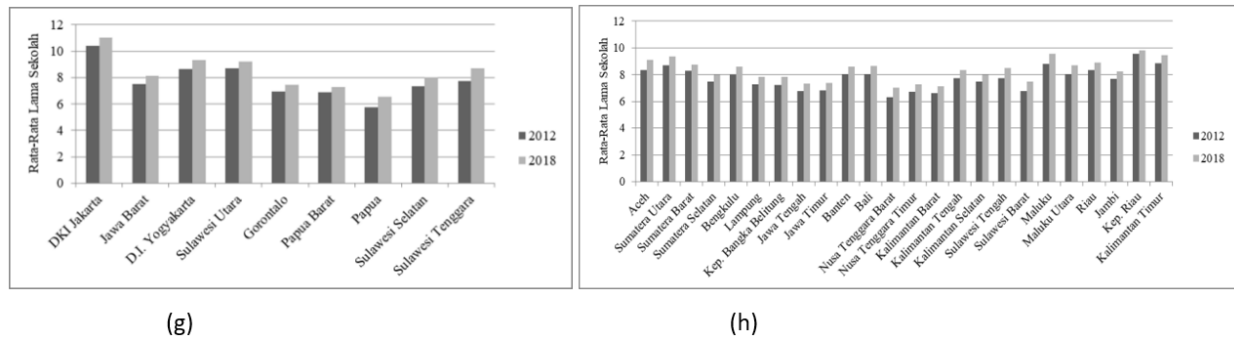 12
10
8
6
4
2
0
Rata-Rata Lama Sekolah
DKI Jakarta
Jawa Barat
D.I. Yogyakarta
Sulawesi Utara
Gorontalo
Papua Barat
Papua
Sulawesi Selatan
Sulawesi Tenggara
2012
2018
(g)
12
10
8
6
4
2
0
Rata-Rata Lama Sekolah
Aceh
Sumatera Utara
Sumatera Barat
Sumatera Selatan
Bengkulu
Lampung
Kep. Bangka Belitung
Jawa Tengah
Jawa Timur
Banten
Bali
Nusa Tenggara Barat
Nusa Tenggara Timur
Kalimantan Barat
Kalimantan Tengah
Kalimantan Selatan
Sulawesi Tengah
Sulawesi Barat
Maluku
Maluku Utara
Riau
Jambi
Kep. Riau
Kalimantan Timur
2012
2018
(h)